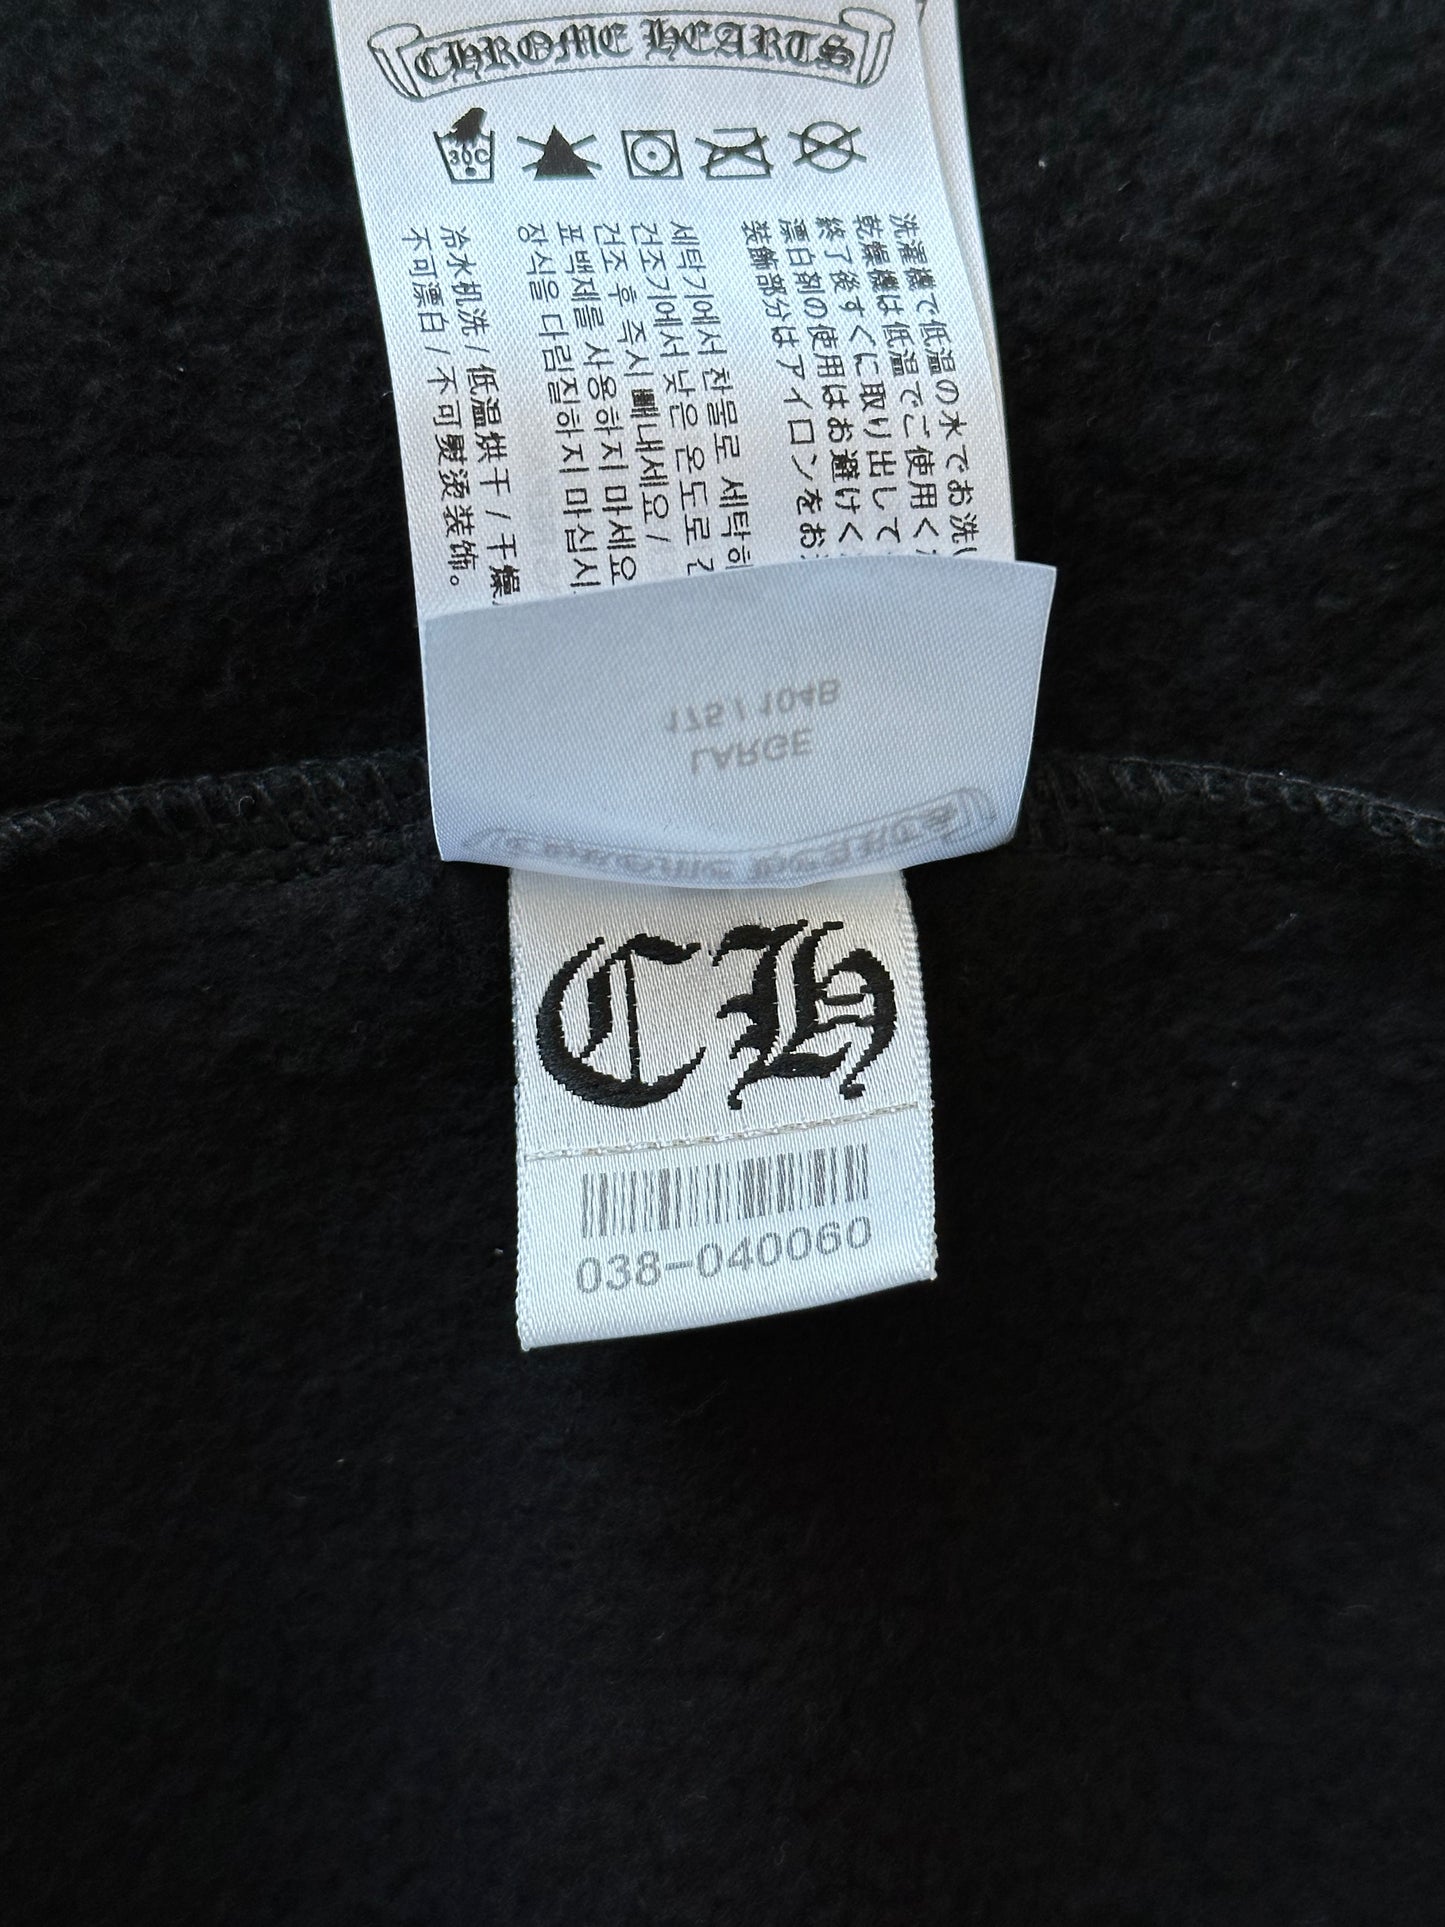 CHROME HEARTS
30C
洗濯機で低温の水でお洗い
乾燥機は低温でご使用く
終了後すぐに取り出して
漂白剤の使用はお避けく
装飾部分はアイロンをお
세탁기에서 찬물로 세탁하
건조기에서 낮은 온도로 건
건조 후 즉시 빼내세요 /
표백제를 사용하지 마세요
장식을 다림질하지 마십시
冷水机洗 / 低温烘干 / 干燥
不可漂白 / 不可熨烫装饰。
175 / 104B
LARGE
CHROME HEARTS
CH
038-040060